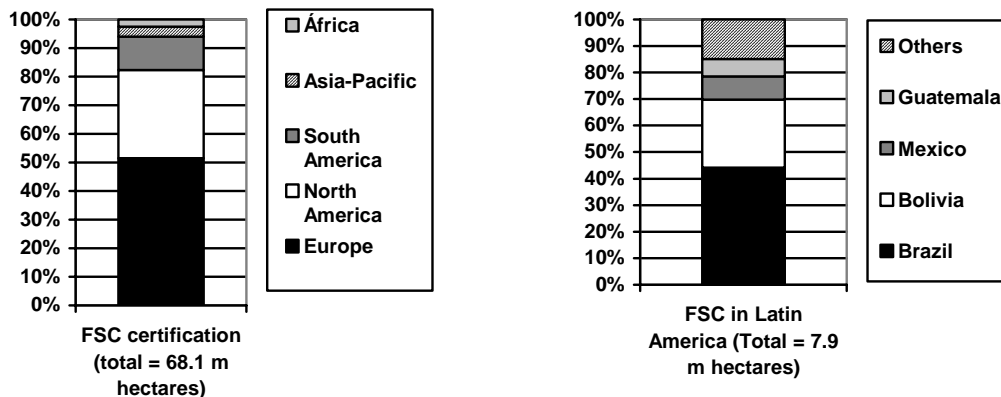 100%
90%
80%
70%
60%
50%
40%
30%
20%
10%
0%
FSC certification
(total = 68.1 m
hectares)
África
Asia-Pacific
South
America
North
America
Europe
100%
90%
80%
70%
60%
50%
40%
30%
20%
10%
0%
FSC in Latin
America (Total = 7.9
m hectares)
Others
Guatemala
Mexico
Bolivia
Brazil